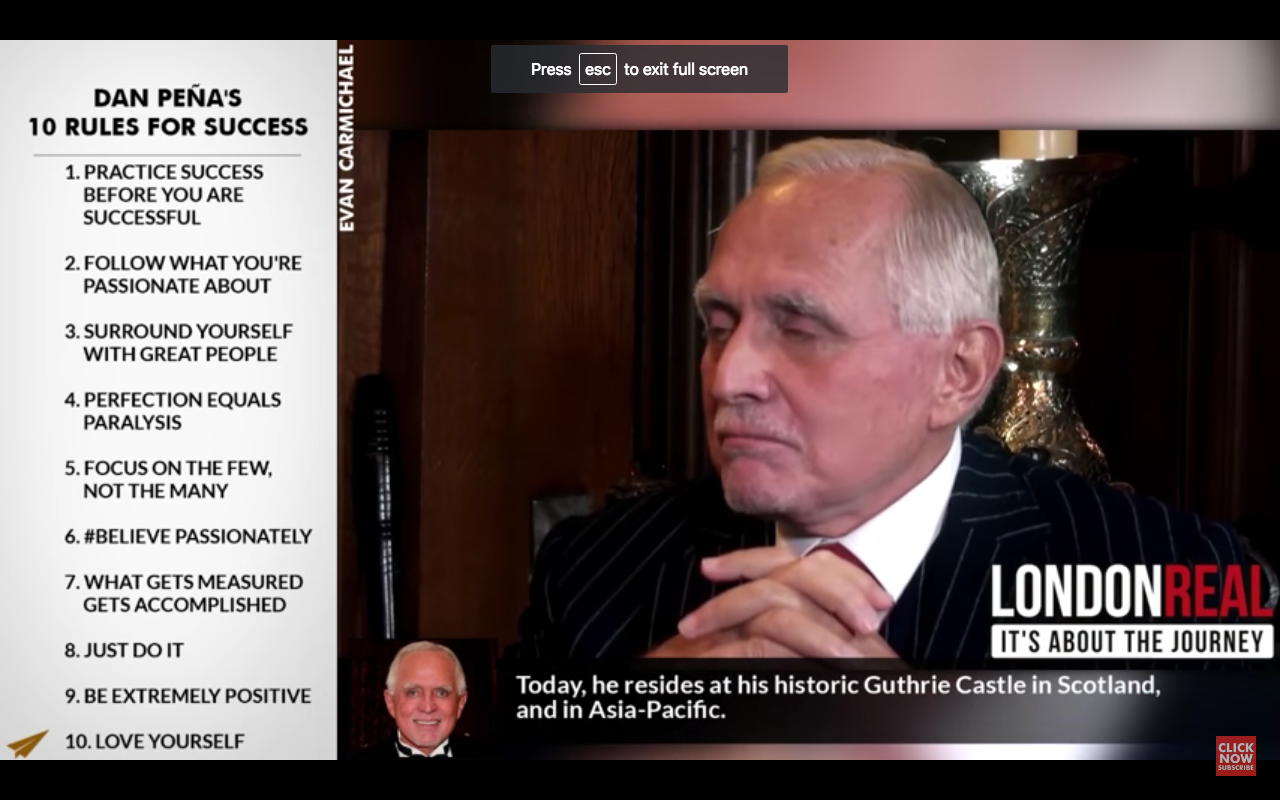 Press esc to exit full screen
EVAN CARMICHAEL
DAN PEÑA'S
10 RULES FOR SUCCESS
1. PRACTICE SUCCESS
BEFORE YOU ARE
SUCCESSFUL
2. FOLLOW WHAT YOU'RE
PASSIONATE ABOUT
3. SURROUND YOURSELF
WITH GREAT PEOPLE
4. PERFECTION EQUALS
PARALYSIS
5. FOCUS ON THE FEW,
NOT THE MANY
6. #BELIEVE PASSIONATELY
7. WHAT GETS MEASURED
GETS ACCOMPLISHED
8. JUST DO IT
9. BE EXTREMELY POSITIVE
10. LOVE YOURSELF
LONDONREAL
IT'S ABOUT THE JOURNEY
Today, he resides at his historic Guthrie Castle in Scotland,
and in Asia-Pacific.
CLICK
NOW
SUBSCRIBE